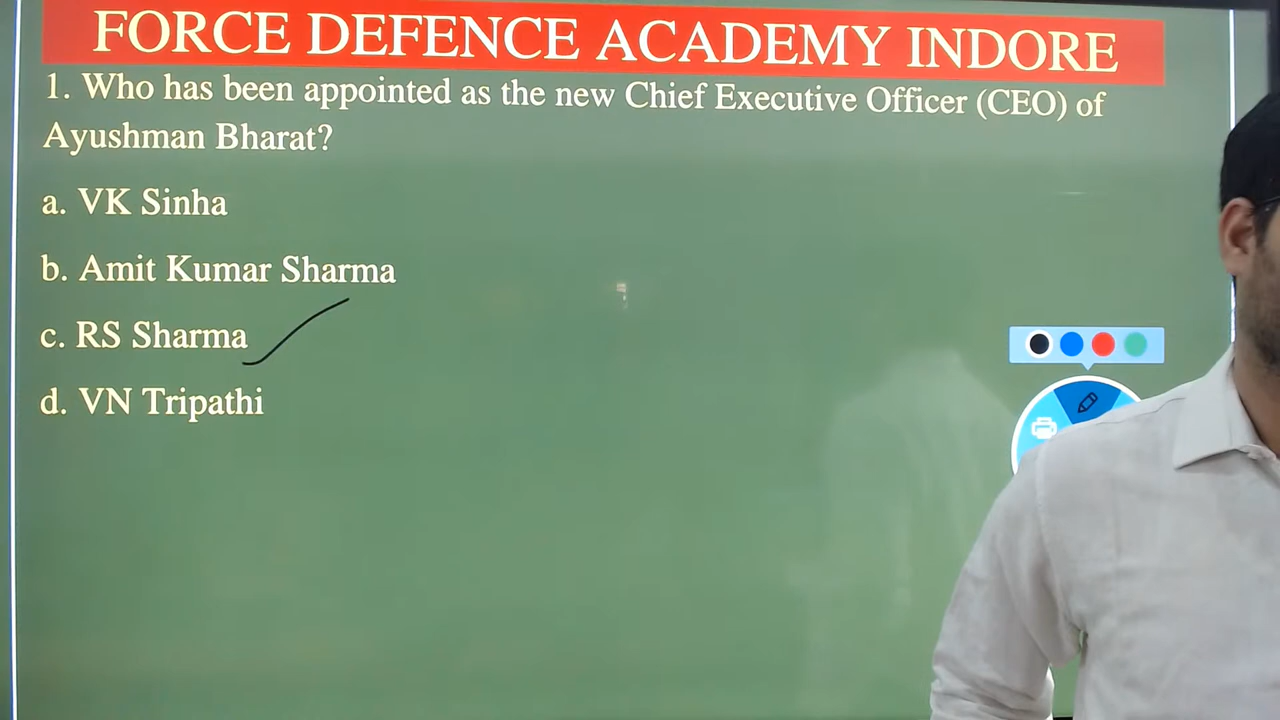 FORCE DEFENCE ACADEMY INDORE
1. Who has been appointed as the new Chief Executive Officer (CEO) of
Ayushman Bharat?
a. VK Sinha
b. Amit Kumar Sharma
c. RS Sharma
d. VN Tripathi